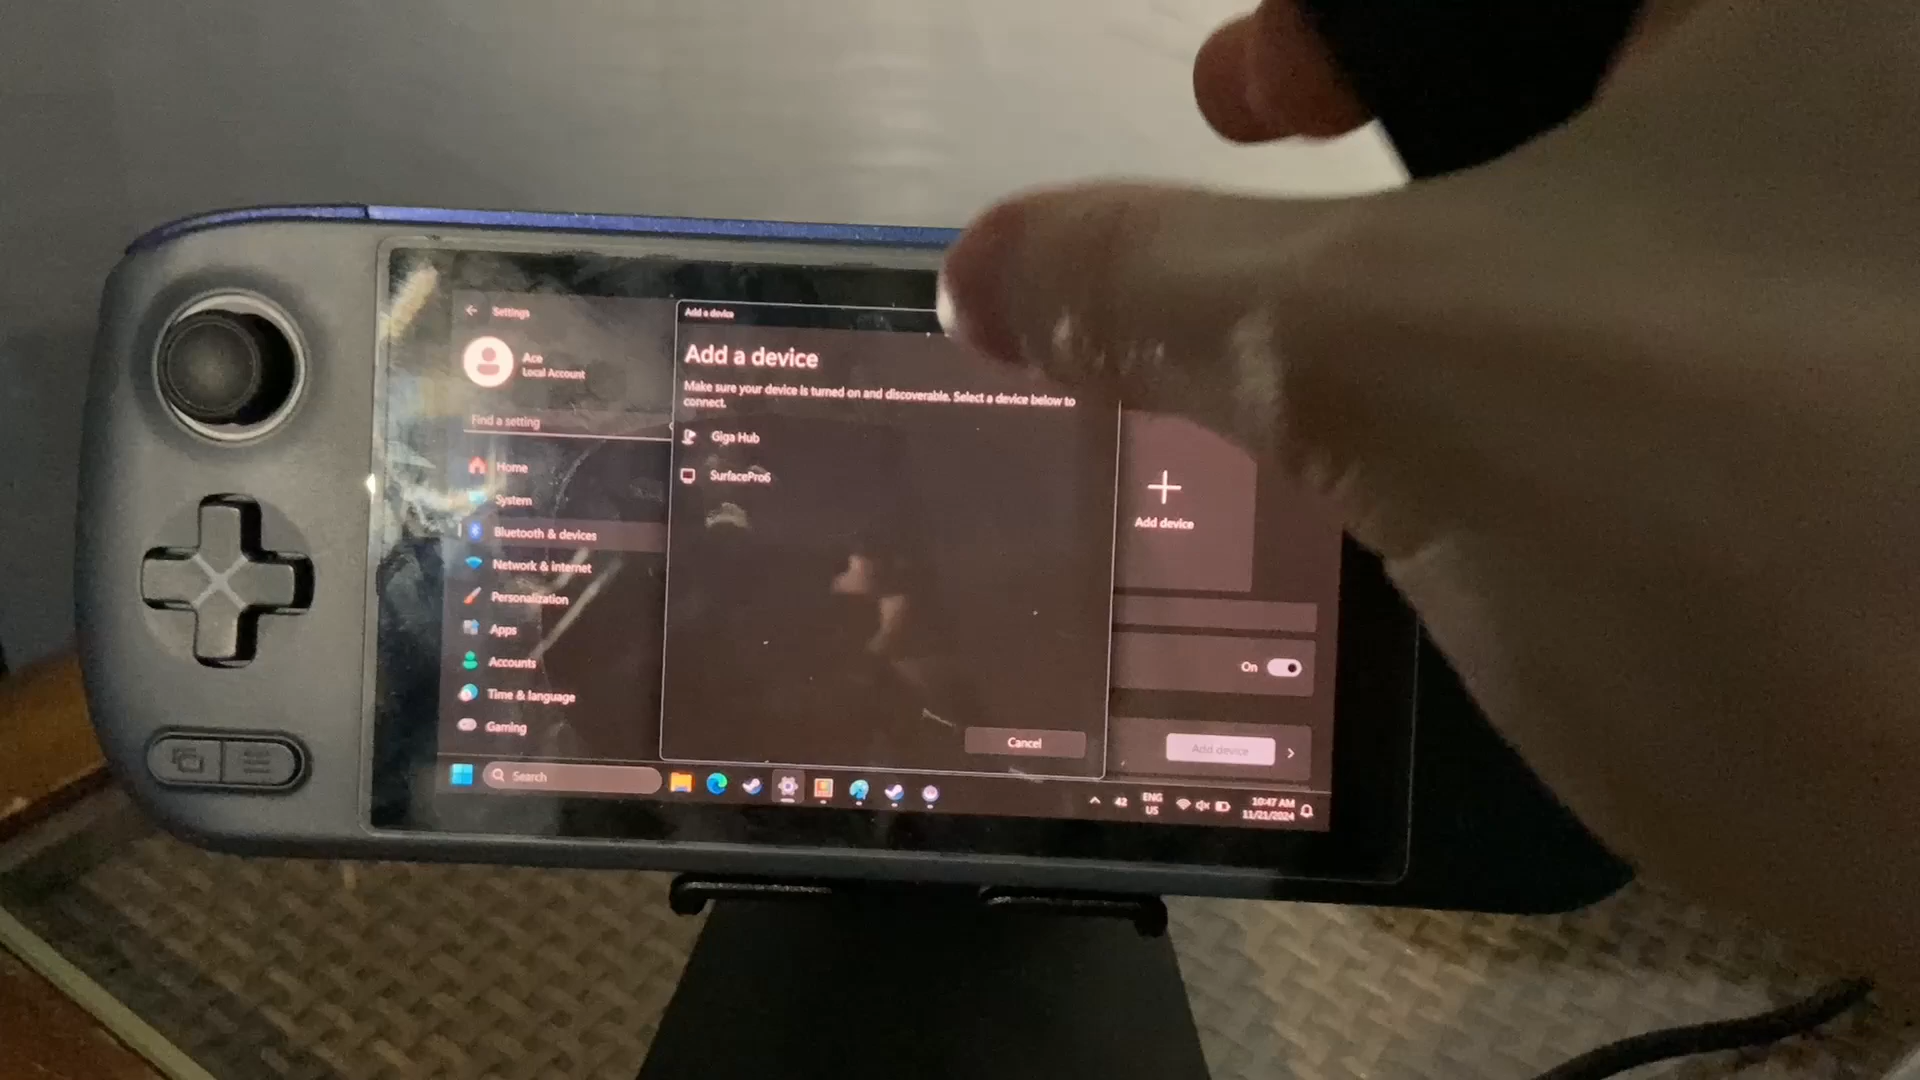 Settings
Ace
Local Account
Find a setting
Home
System
Bluetooth & devices
Network & internet
Personalization
Apps
Accounts
Time & language
Gaming
Add a device
Add a device
Make sure your device is turned on and discoverable. Select a device below to
connect.
Giga Hub
SurfacePro6
Cancel
Add device
On
Add device
Search
42
ENG
US
10:47 AM
11/21/2024